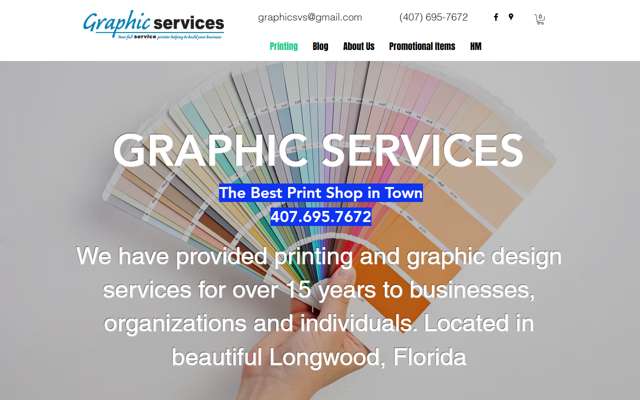 Graphic services
graphicsvs@gmail.com
(407) 695-7672
0
Printing
Blog
About Us
Promotional Items
HM
GRAPHIC SERVICES
The Best Print Shop in Town
407.695.7672
We have provided printing and graphic design
services for over 15 years to businesses,
organizations and individuals. Located in
beautiful Longwood, Florida